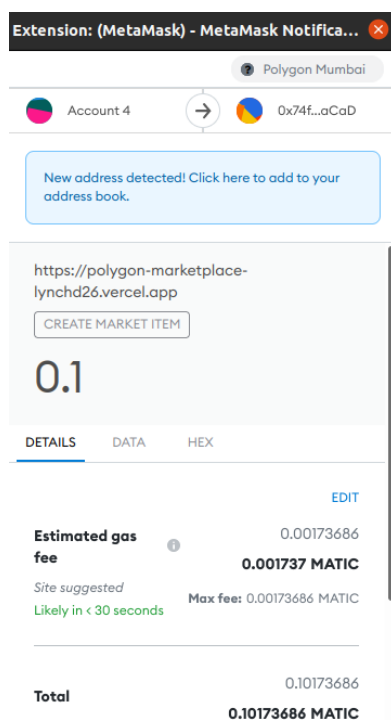 Extension: (MetaMask) - MetaMask Notifica...
Polygon Mumbai
Account 4
0x74f...aCaD
New address detected! Click here to add to your
address book.
https://polygon-marketplace-
lynchd26.vercel.app
CREATE MARKET ITEM
0.1
DETAILS DATA HEX
EDIT
Estimated gas
fee
0.00173686
0.001737 MATIC
Site suggested
Likely in < 30 seconds
Max fee: 0.00173686 MATIC
Total
0.10173686
0.10173686 MATIC